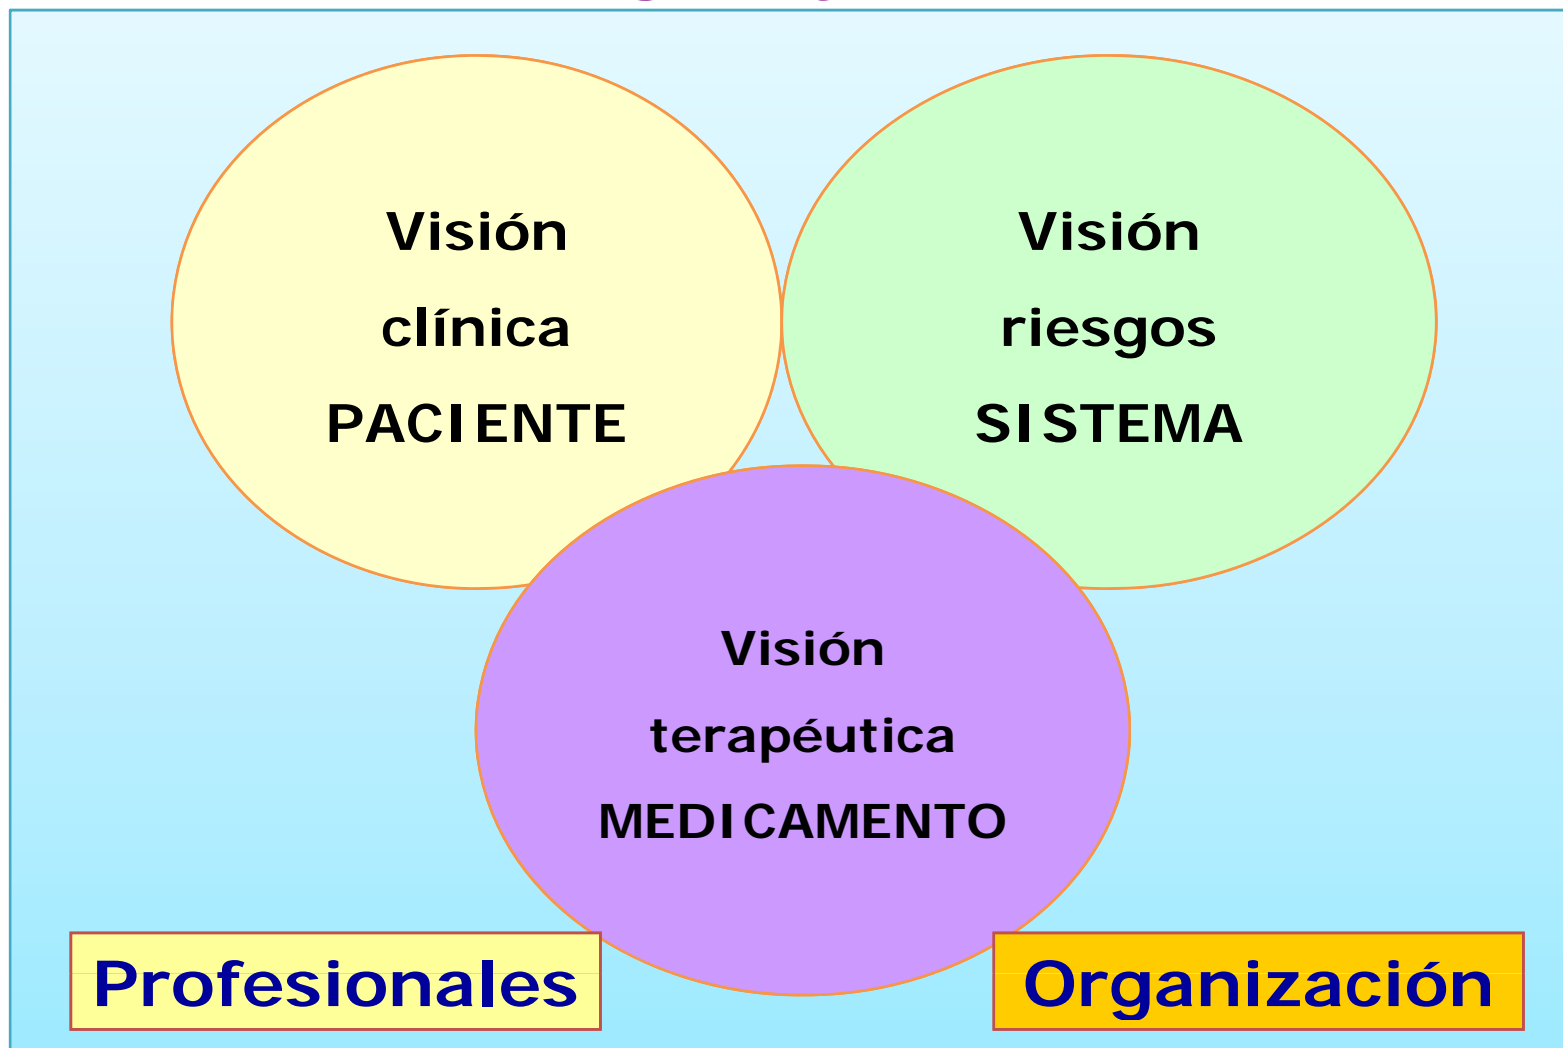 Visión
clínica
PACIENTE
Visión
riesgos
SISTEMA
Visión
terapéutica
MEDICAMENTO
Profesionales
Organización